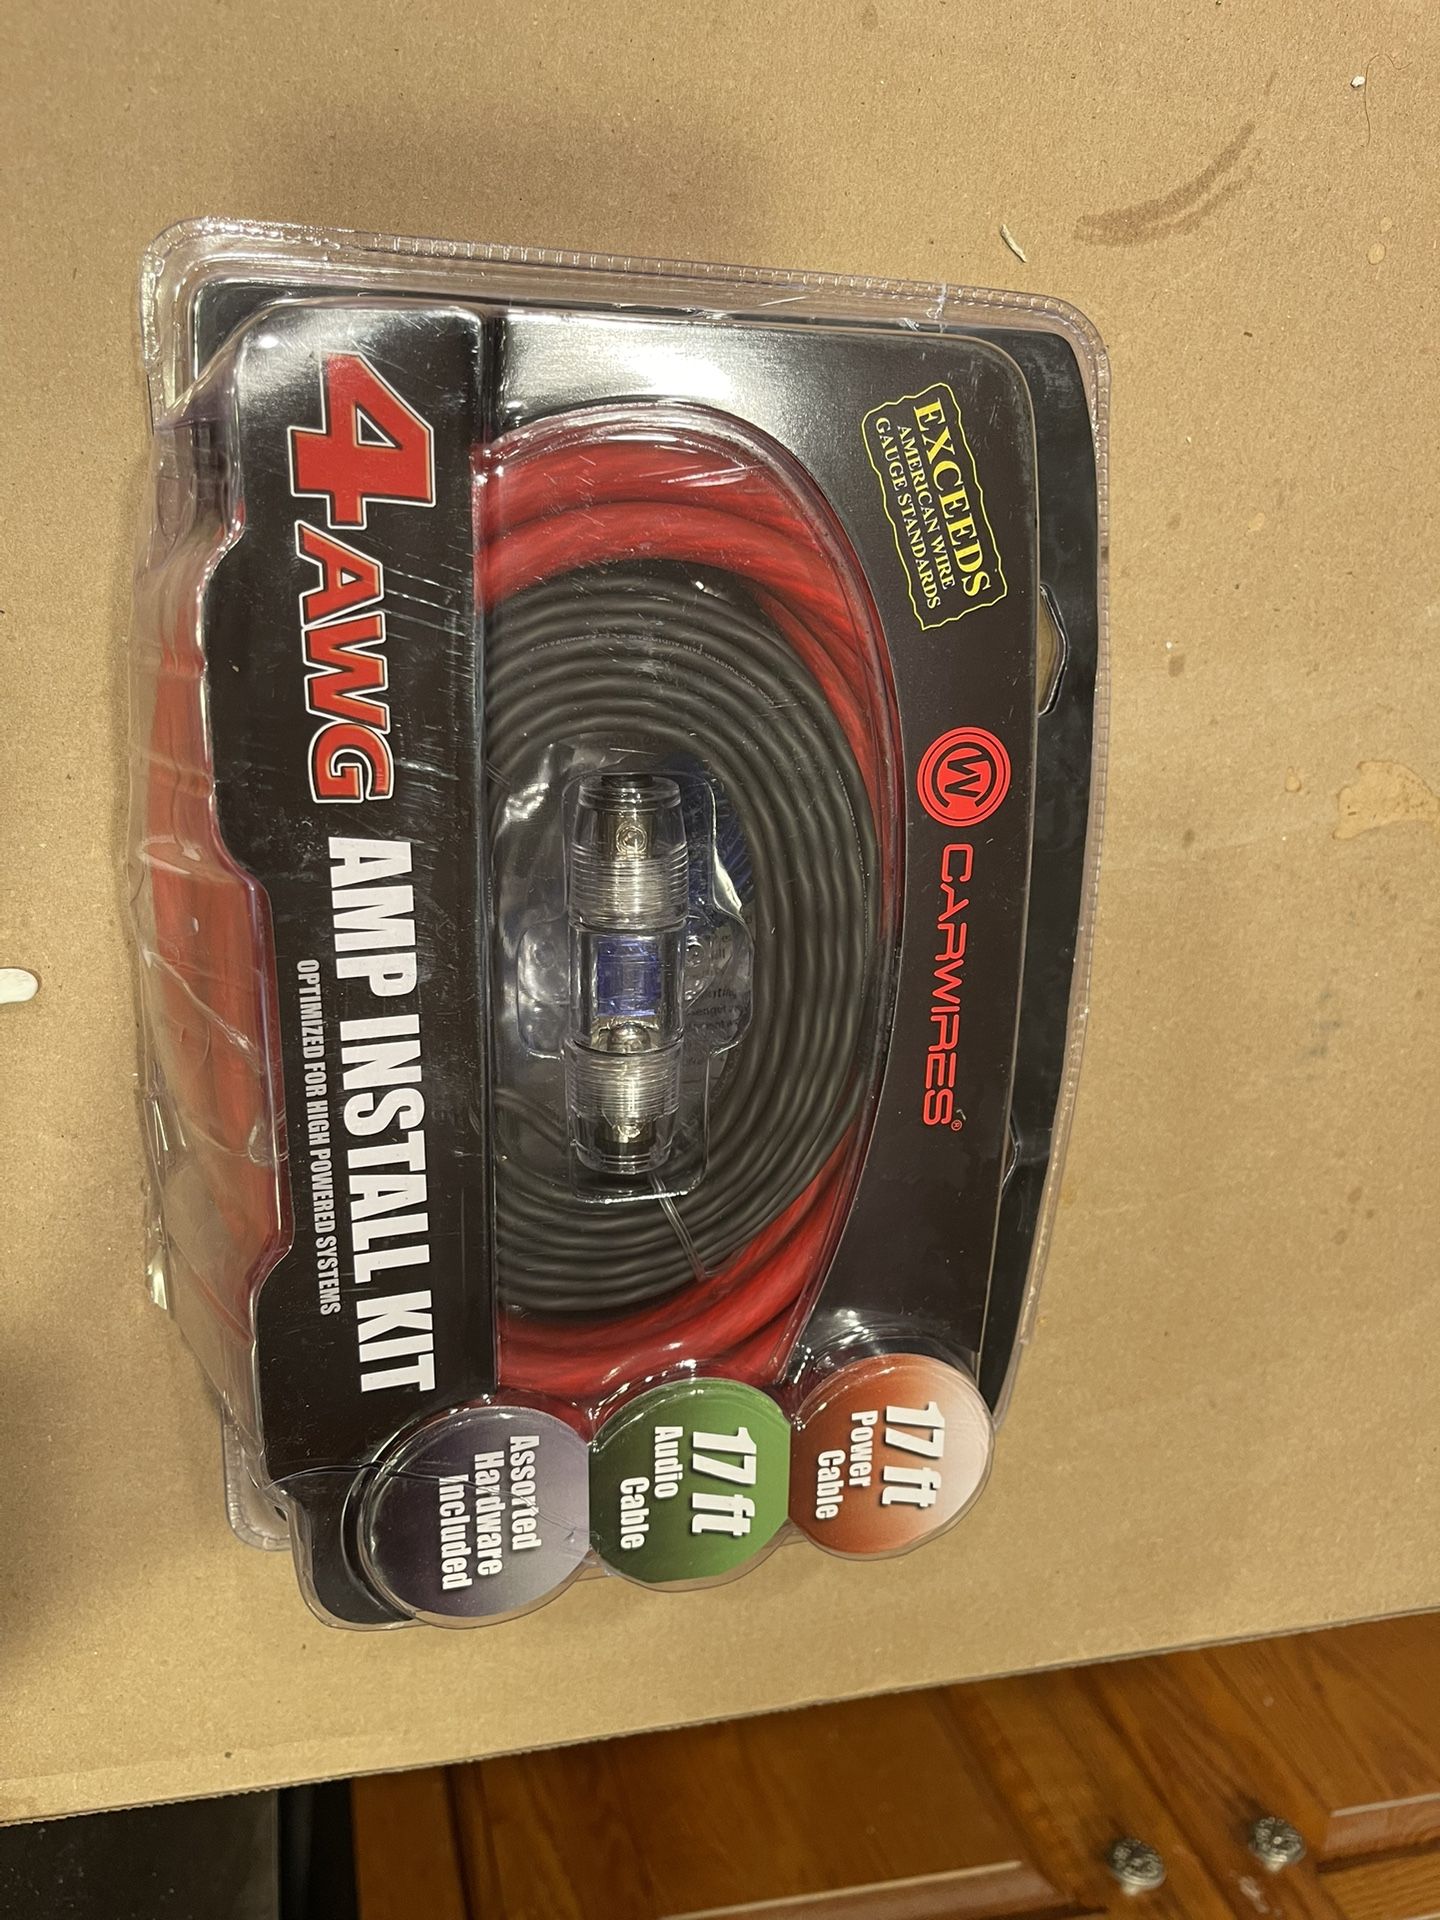 EXCEEDS
AMERICAN WIRE
GAUGE STANDARDS
CW CARWIRES®
17ft
Power
Cable
17ft
Audio
Cable
Assorted
Hardware
Included
4 AWG AMP INSTALL KIT
OPTIMIZED FOR HIGH POWERED SYSTEMS